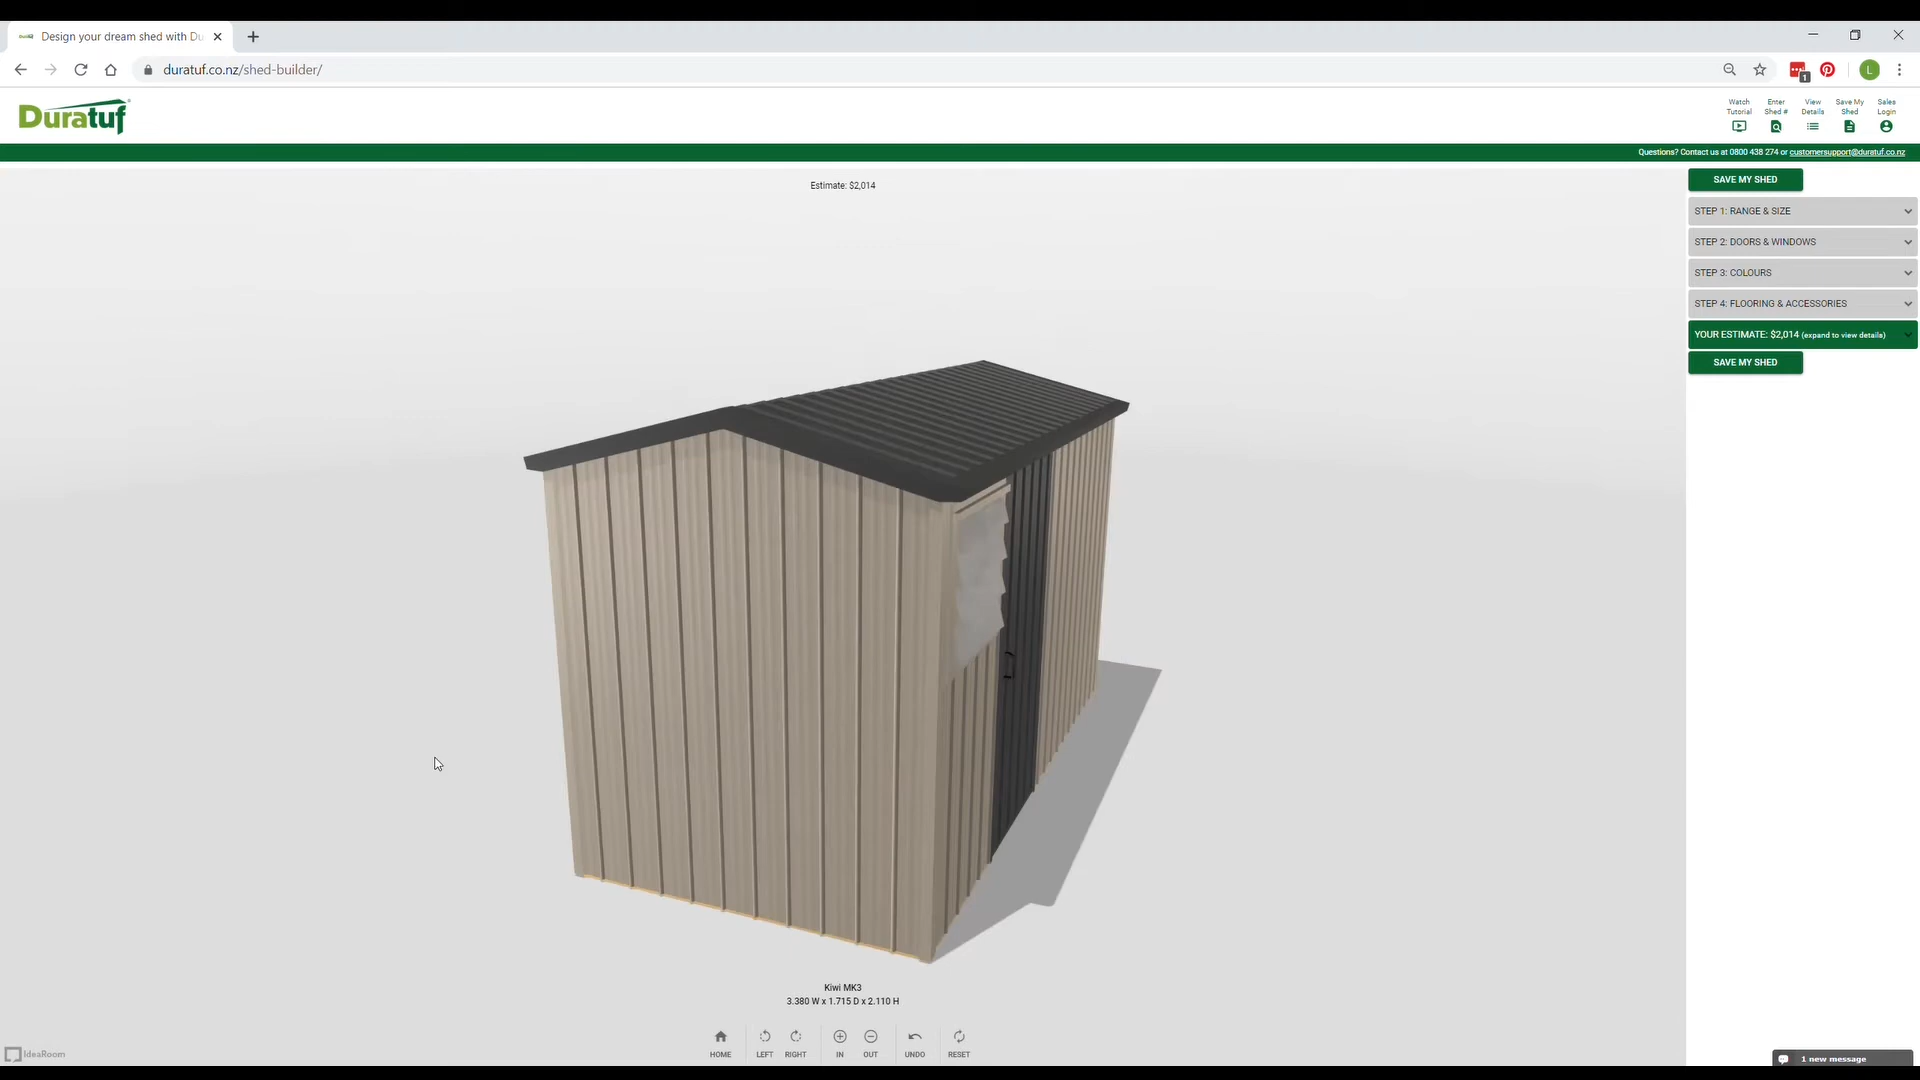 Design your dream shed with Du
duratuf.co.nz/shed-builder/
1
L
Duratuf
Watch Tutorial
Enter Shed #
View Details
Save My Shed
Sales Login
Questions? Contact us at 0800 438 274 or customersupport@duratuf.co.nz
Estimate: $2,014
SAVE MY SHED
STEP 1: RANGE & SIZE
STEP 2: DOORS & WINDOWS
STEP 3: COLOURS
STEP 4: FLOORING & ACCESSORIES
YOUR ESTIMATE: $2,014 (expand to view details)
SAVE MY SHED
Kiwi MK3
3.380 W x 1.715 D x 2.110 H
HOME
LEFT
RIGHT
IN
OUT
UNDO
RESET
IdeaRoom
1 new message